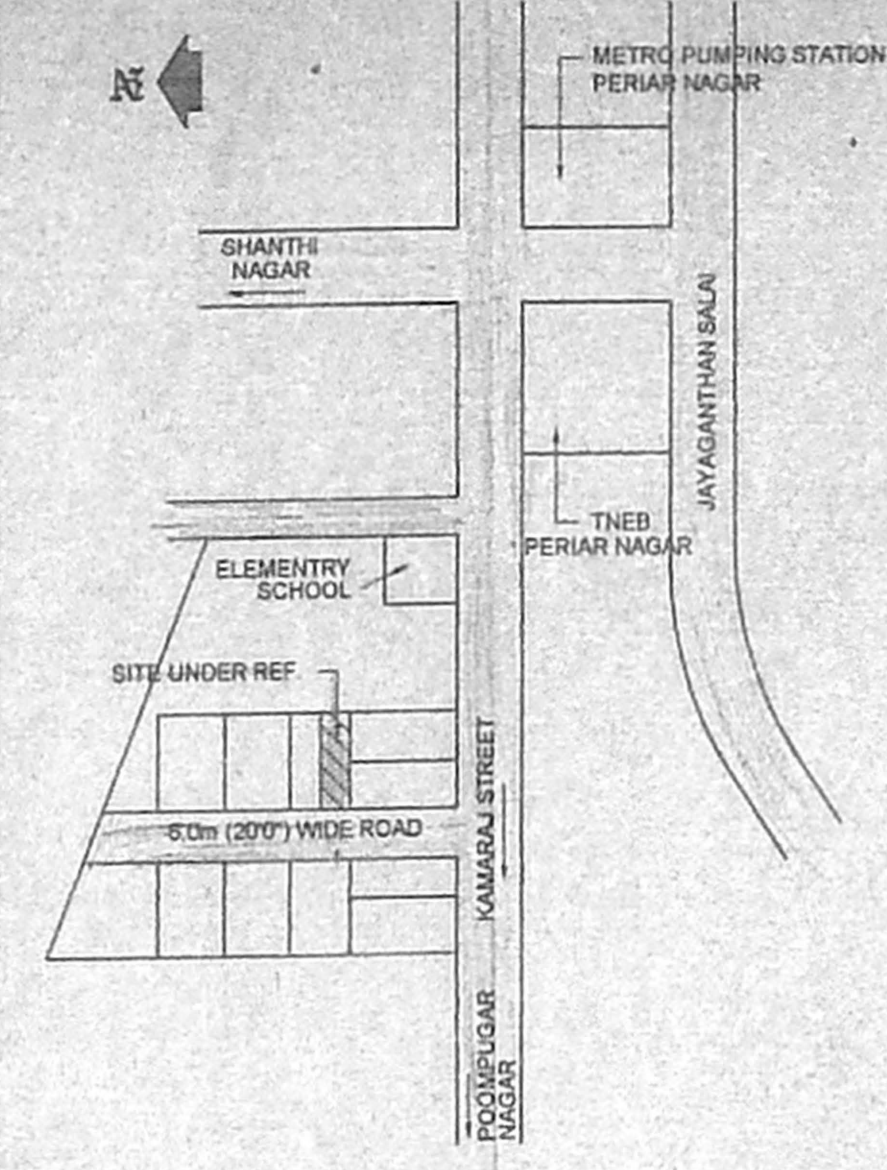 METRO PUMPING STATION
PERIAR NAGAR
N
SHANTHI
NAGAR
JAYAGANTHAN SALAI
TNEB
PERIAR NAGAR
ELEMENTRY
SCHOOL
SITE UNDER REF.
6.0m (20'0") WIDE ROAD
KAMARAJ STREET
POOMPUGAR
NAGAR